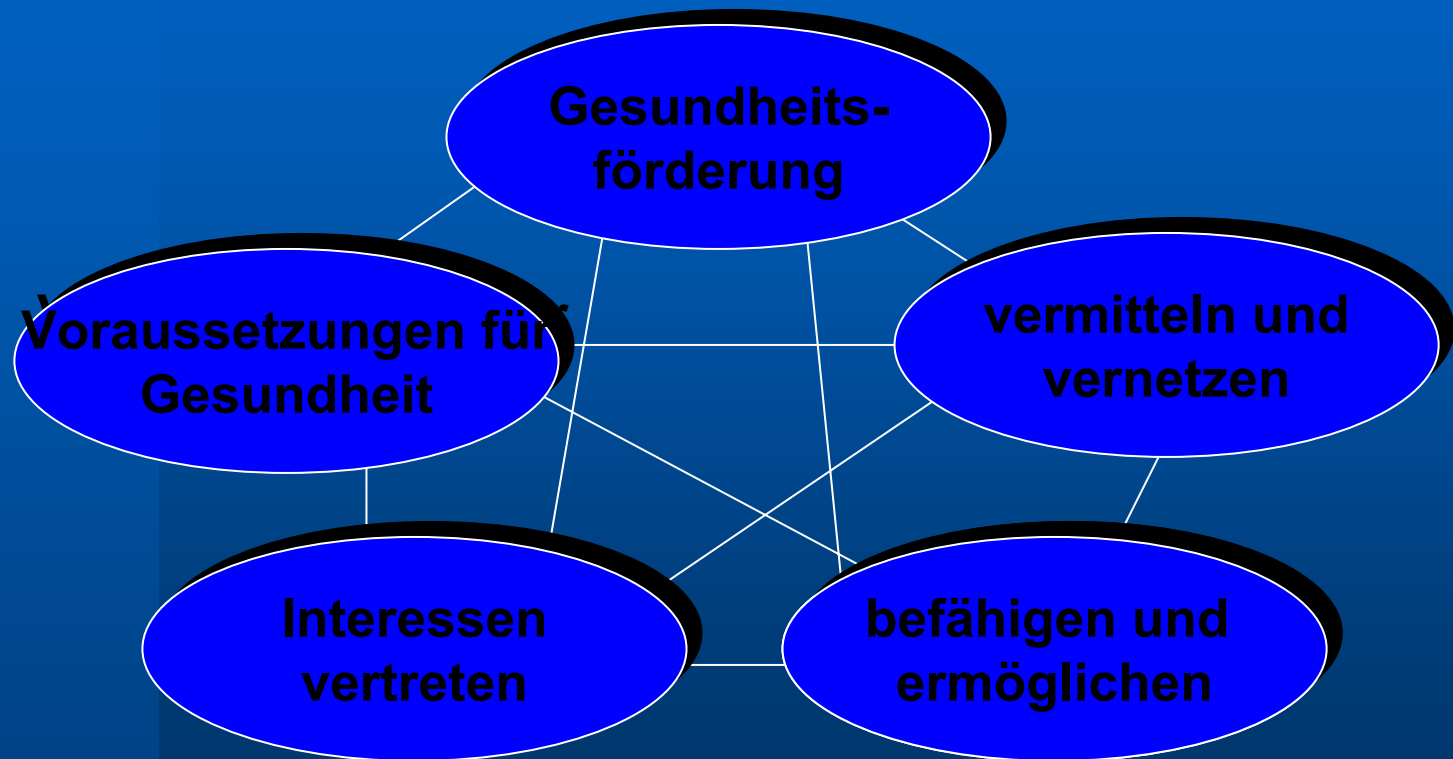 Gesundheits-
förderung
Voraussetzungen für
Gesundheit
vermitteln und
vernetzen
Interessen
vertreten
befähigen und
ermöglichen